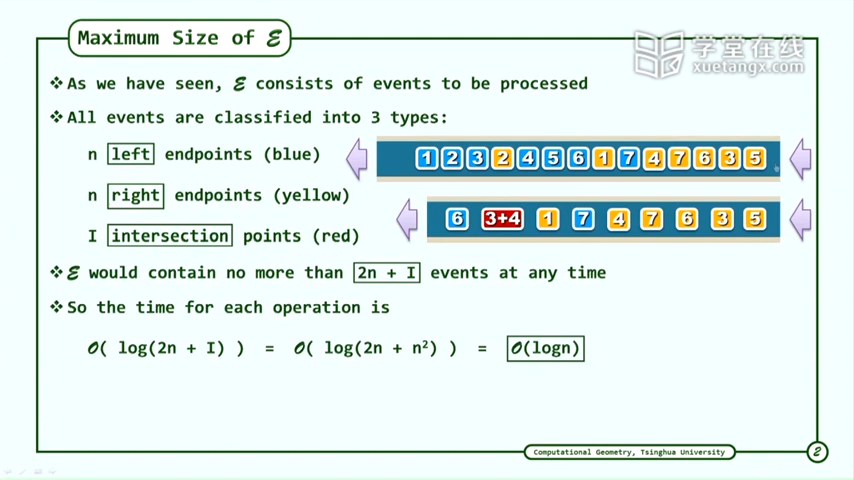 Maximum Size of ℰ
学堂在线
xuetangx.com
❖As we have seen, ℰ consists of events to be processed
❖All events are classified into 3 types:
n left endpoints (blue)
1 2 3 2 4 5 6 1 7 4 7 6 3 5
n right endpoints (yellow)
6 3+4 1 7 4 7 6 3 5
I intersection points (red)
❖ℰ would contain no more than 2n + I events at any time
❖So the time for each operation is
O( log(2n + I) ) = O( log(2n + n²) ) = O(logn)
Computational Geometry, Tsinghua University
2